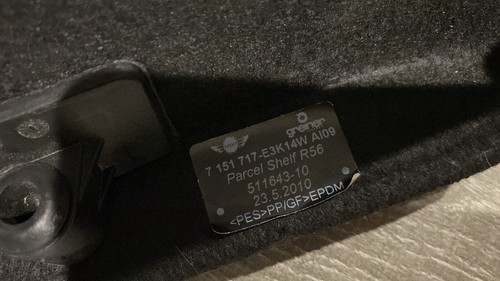 greiner
7 151 717-E3K14W AI09
Parcel Shelf R56
511643-10
23.5.2010
<PES>PP/GF>EPDM